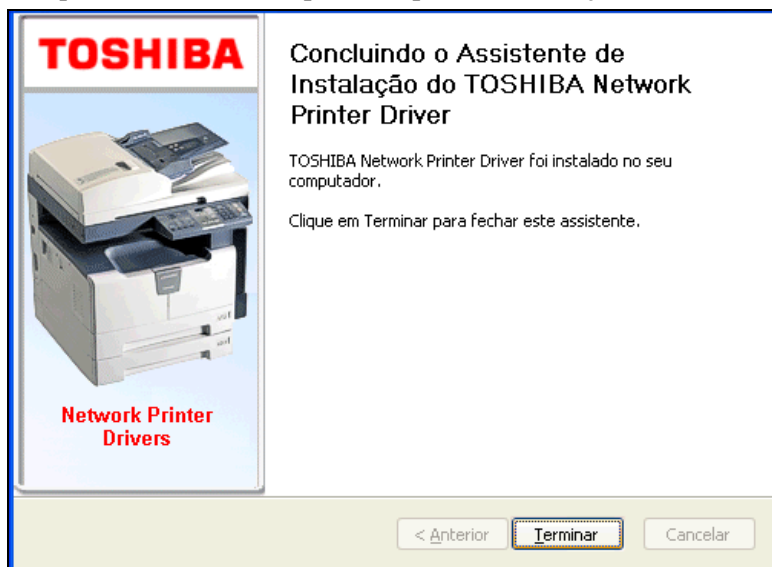 TOSHIBA
Network Printer
Drivers
Concluindo o Assistente de
Instalação do TOSHIBA Network
Printer Driver
TOSHIBA Network Printer Driver foi instalado no seu
computador.
Clique em Terminar para fechar este assistente.
< Anterior
Terminar
Cancelar